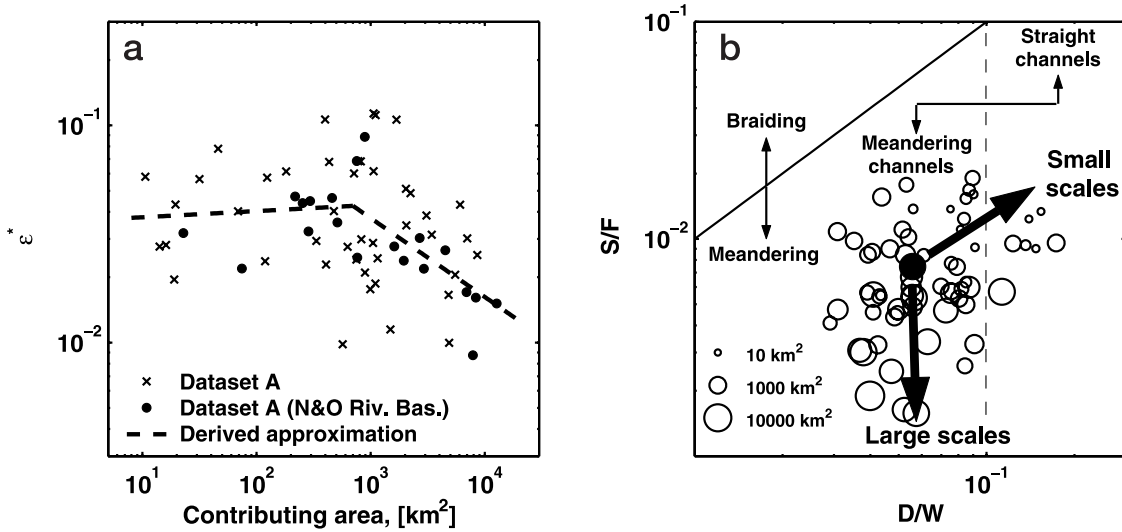 a
10⁻¹
10⁻²
ε*
× Dataset A
● Dataset A (N&O Riv. Bas.)
Derived approximation
10¹ 10² 10³ 10⁴
Contributing area, [km²]
b
10⁻¹
10⁻²
S/F
Straight
channels
Braiding
Meandering
Meandering
channels
Small
scales
10 km²
1000 km²
10000 km²
Large scales
10⁻¹
D/W